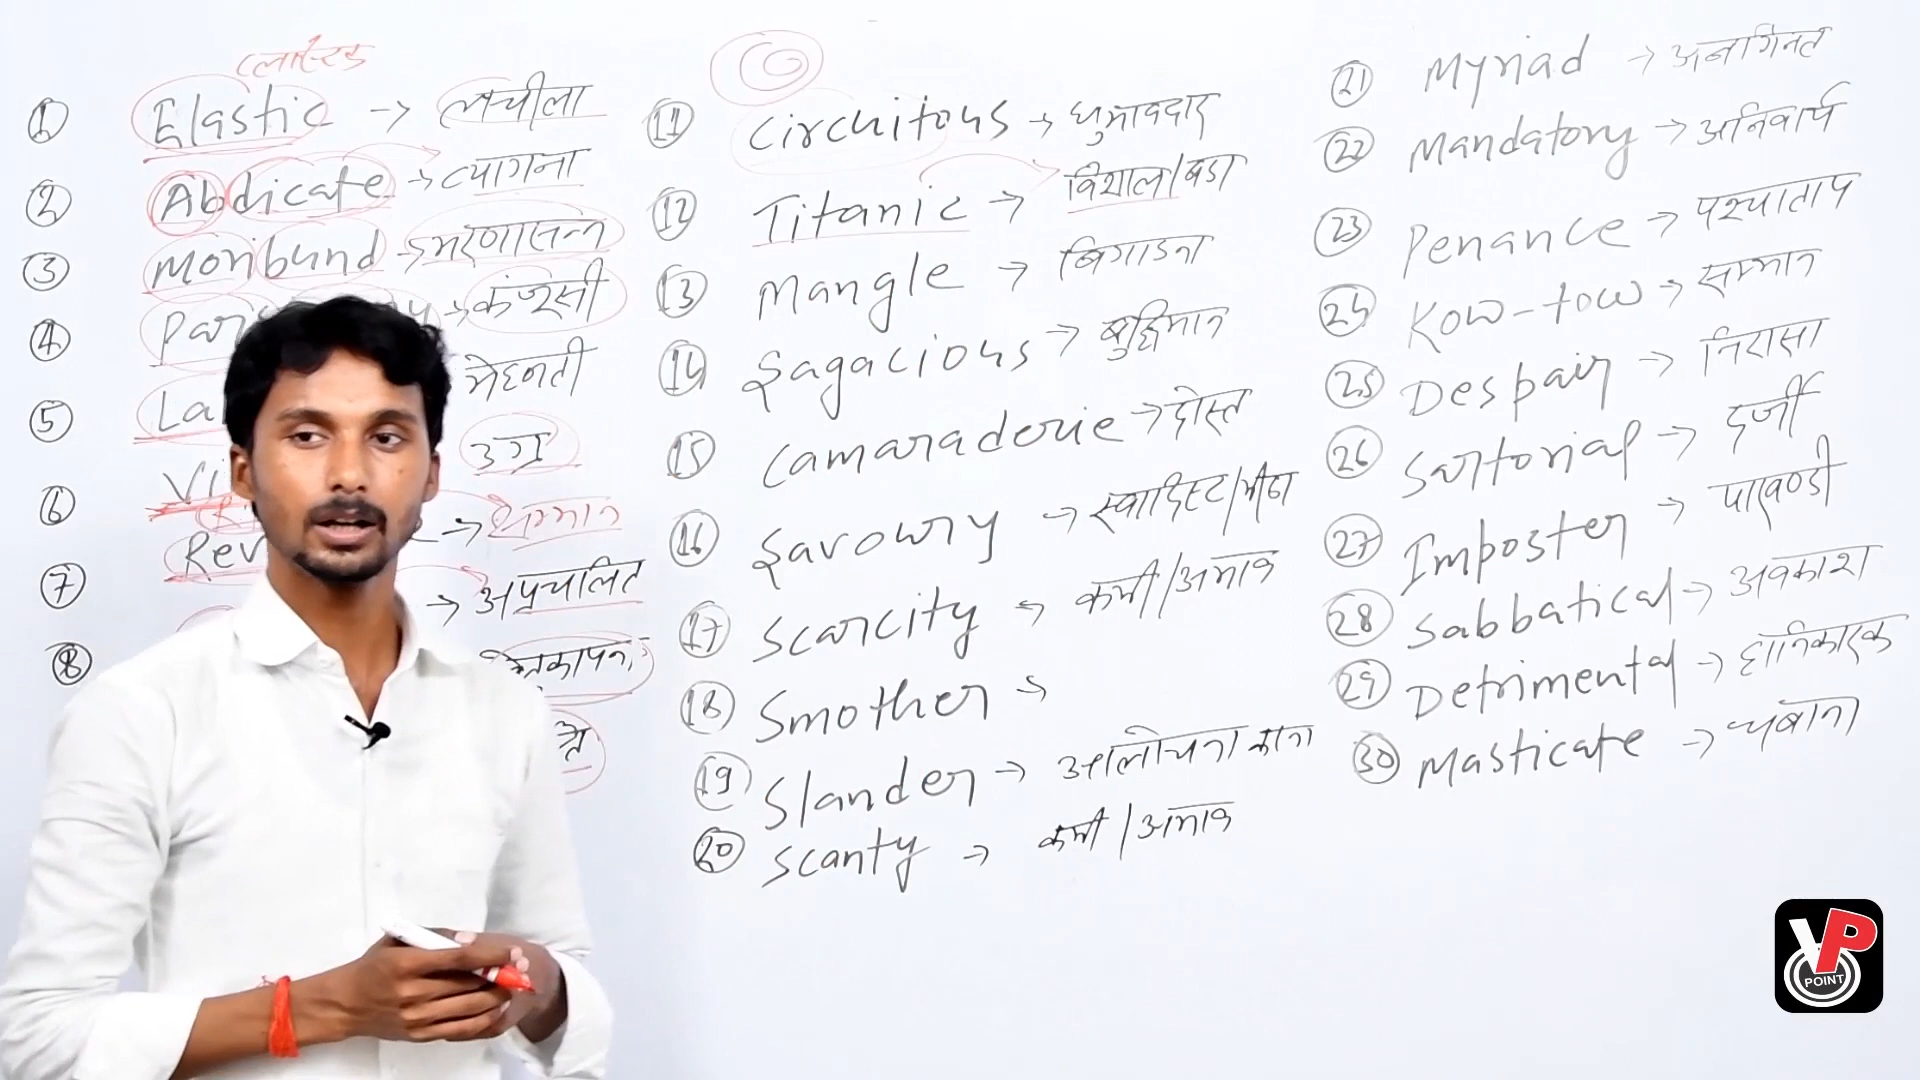 ① Elastic → लचीला
② Abdicate → त्यागना
③ Moribund → मरणासन्न
④ Par → कंजूसी
⑤ La मेहनती
⑥ Vi उग्र
⑦ Rev → सम्मान
⑧ → अप्रचलित
⑪ Circuitous → घुमावदार
⑫ Titanic → विशाल/बडा
⑬ Mangle → बिगाडना
⑭ Sagacious → बुद्धिमान
⑮ Camaraderie → दोस्त
⑯ Savoury → स्वादिस्ट/मीठा
⑰ Scarcity → कमी/अभाव
⑱ Smother →
⑲ Slander → आलोचना करना
⑳ Scanty → कमी/अभाव
㉑ Myriad → अनगिनत
㉒ Mandatory → अनिवार्य
㉓ Penance → पश्चाताप
㉔ Kow-tow → सम्मान
㉕ Despair → निरासा
㉖ Sartorial → दर्जी
㉗ Imposter → पाखण्डी
㉘ Sabbatical → अवकाश
㉙ Detrimental → हानिकारक
㉚ Masticate → चबाना
VP
POINT